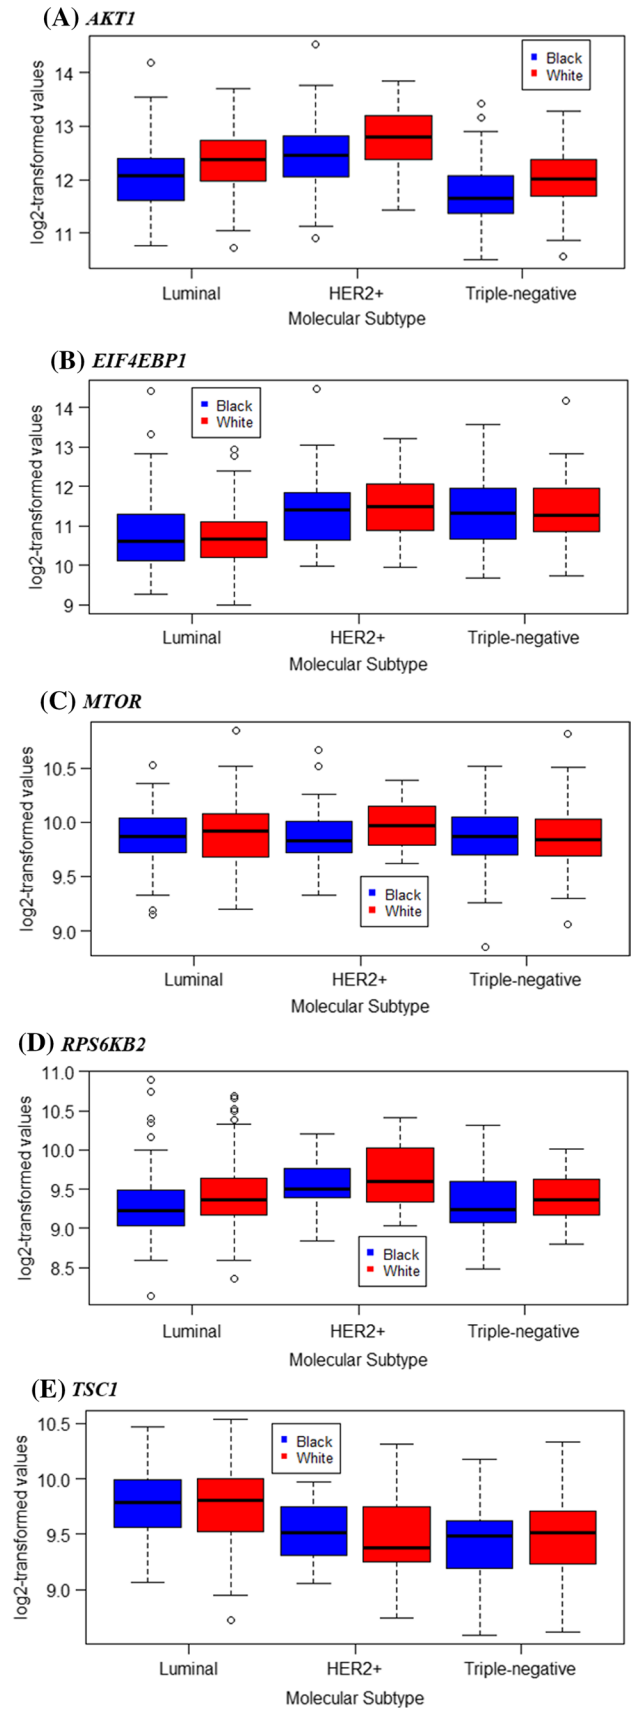 (A) AKT1
log2-transformed values
14
13
12
11
Black
White
Luminal
HER2+
Triple-negative
Molecular Subtype
(B) EIF4EBP1
log2-transformed values
14
13
12
11
10
9
Black
White
Luminal
HER2+
Triple-negative
Molecular Subtype
(C) MTOR
log2-transformed values
10.5
10.0
9.5
9.0
Black
White
Luminal
HER2+
Triple-negative
Molecular Subtype
(D) RPS6KB2
log2-transformed values
11.0
10.5
10.0
9.5
9.0
8.5
Black
White
Luminal
HER2+
Triple-negative
Molecular Subtype
(E) TSC1
log2-transformed values
10.5
10.0
9.5
9.0
Black
White
Luminal
HER2+
Triple-negative
Molecular Subtype